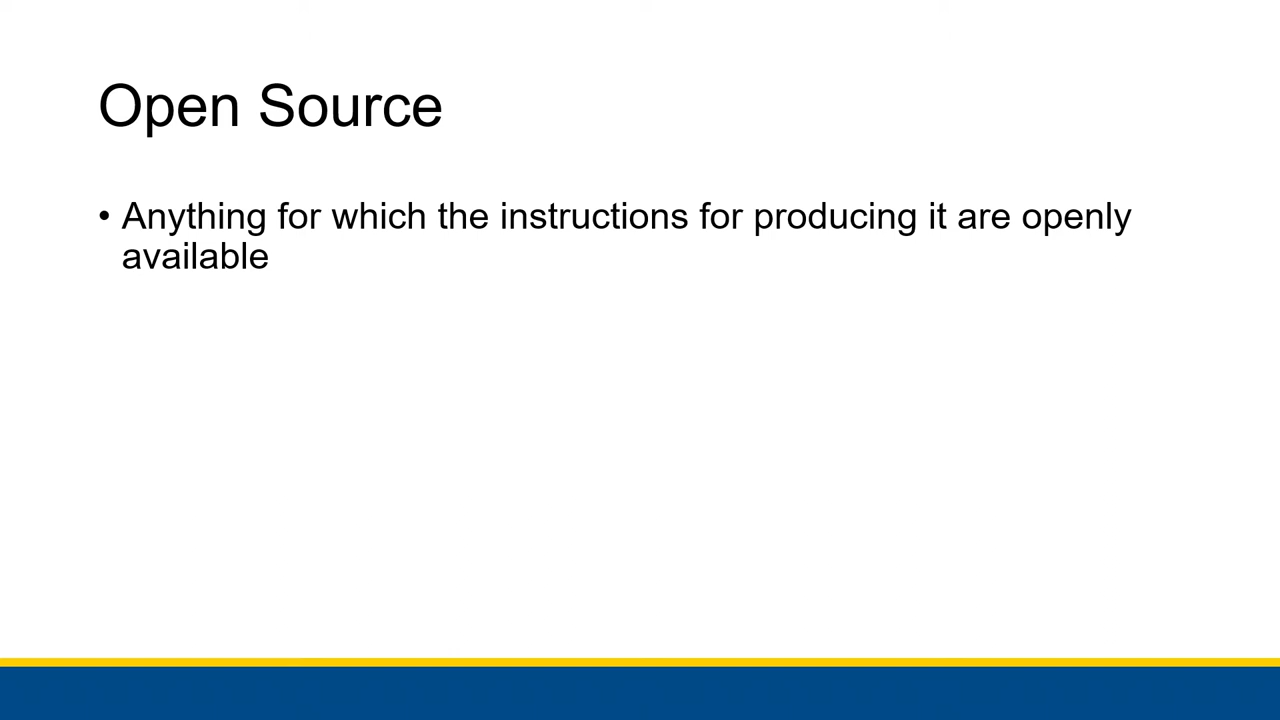 Open Source
• Anything for which the instructions for producing it are openly
available